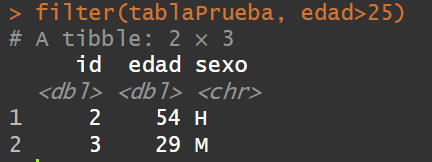 > filter(tablaPrueba, edad>25)
# A tibble: 2 × 3
id edad sexo
<dbl> <dbl> <chr>
1 2 54 H
2 3 29 M